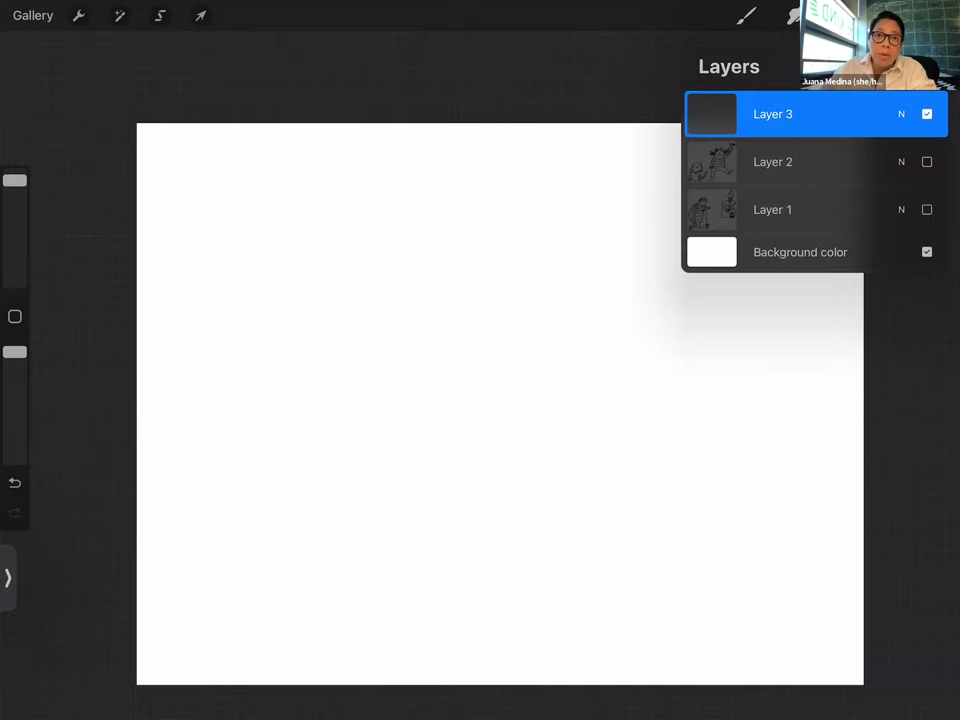 Gallery
Layers
Juana Medina (she/h...
Layer 3 N
Layer 2 N
Layer 1 N
Background color